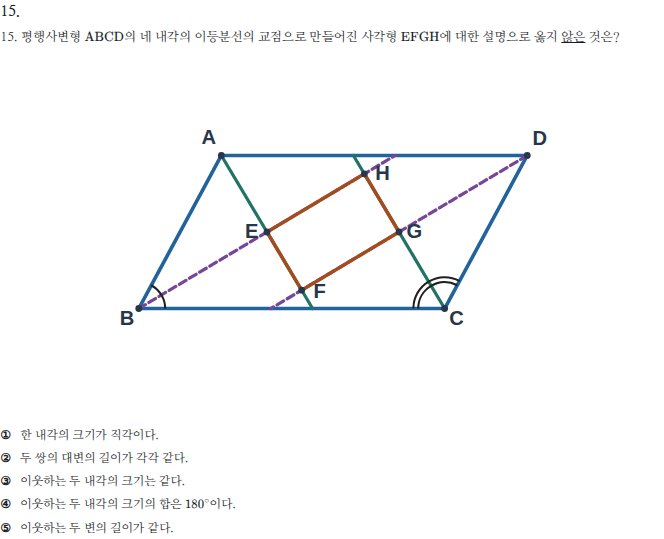 15.
15. 평행사변형 ABCD의 네 내각의 이등분선의 교점으로 만들어진 사각형 EFGH에 대한 설명으로 옳지 않은 것은?
A
D
H
E
G
F
B
C
① 한 내각의 크기가 직각이다.
② 두 쌍의 대변의 길이가 각각 같다.
③ 이웃하는 두 내각의 크기는 같다.
④ 이웃하는 두 내각의 크기의 합은 180°이다.
⑤ 이웃하는 두 변의 길이가 같다.